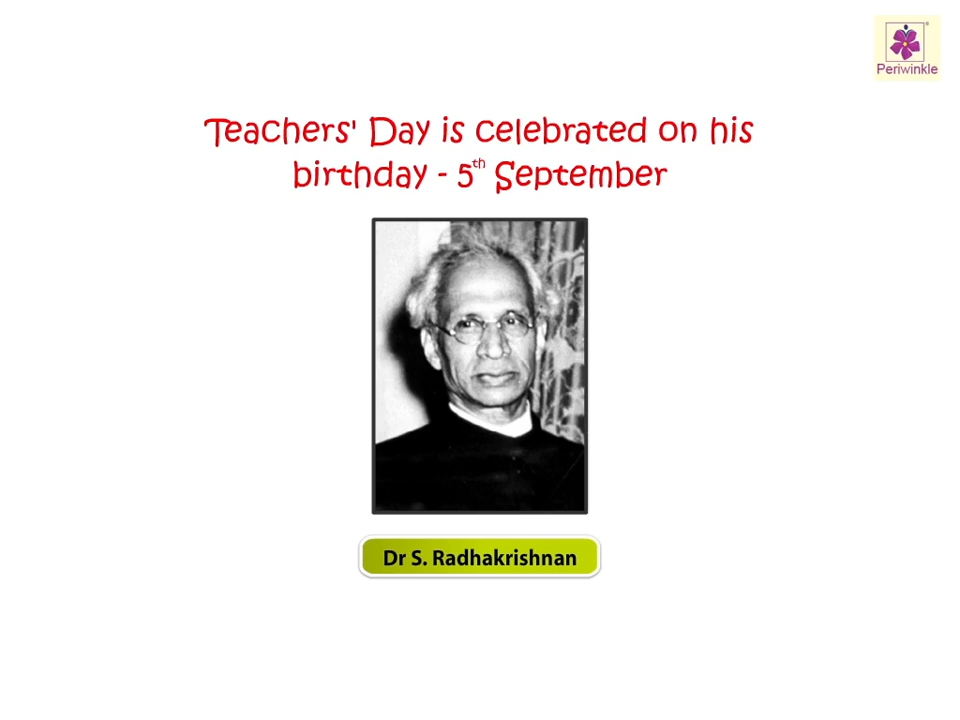 Periwinkle
Teachers' Day is celebrated on his
birthday - 5th September
Dr S. Radhakrishnan